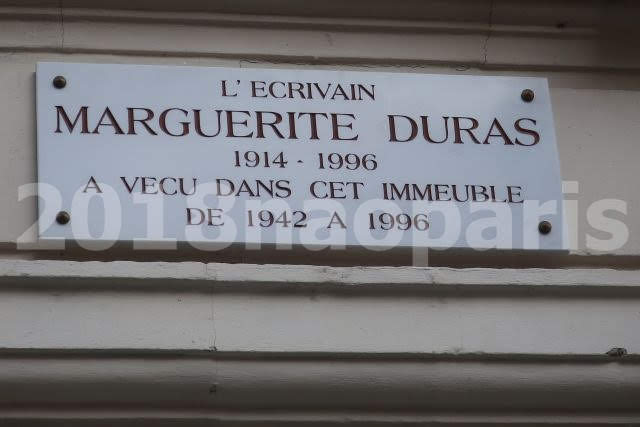 L' ECRIVAIN
MARGUERITE DURAS
1914 - 1996
A VECU DANS CET IMMEUBLE
DE 1942 A 1996
2018naoparis